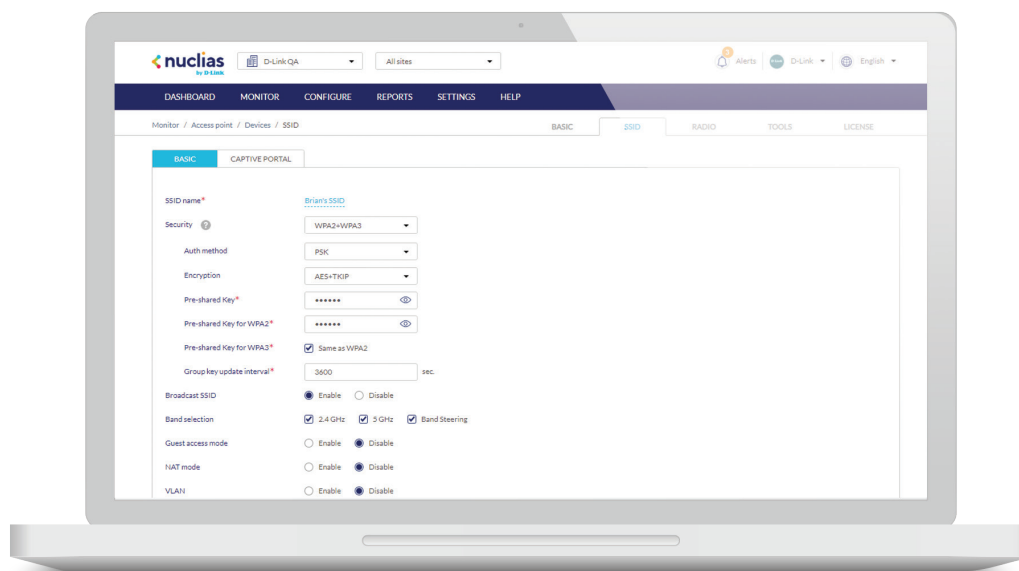 nuclias
by D-Link
D-Link QA
All sites
3
Alerts
D-Link
English
DASHBOARD MONITOR CONFIGURE REPORTS SETTINGS HELP
Monitor / Access point / Devices / SSID
BASIC SSID RADIO TOOLS LICENSE
BASIC CAPTIVE PORTAL
SSID name* Brian's SSID
Security ? WPA2+WPA3
Auth method PSK
Encryption AES+TKIP
Pre-shared Key* ••••••
Pre-shared Key for WPA2* ••••••
Pre-shared Key for WPA3* Same as WPA2
Group key update interval* 3600 sec.
Broadcast SSID Enable Disable
Band selection 2.4 GHz 5 GHz Band Steering
Guest access mode Enable Disable
NAT mode Enable Disable
VLAN Enable Disable